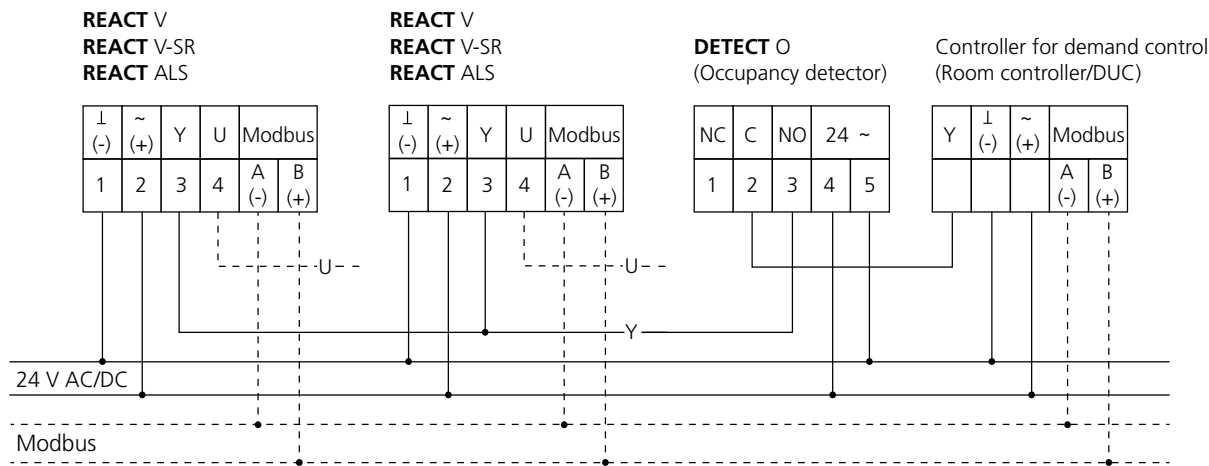 REACT V
REACT V-SR
REACT ALS
⊥ (-) ~ (+) Y U Modbus
1 2 3 4 A (-) B (+)
U
REACT V
REACT V-SR
REACT ALS
⊥ (-) ~ (+) Y U Modbus
1 2 3 4 A (-) B (+)
U
DETECT O
(Occupancy detector)
NC C NO 24 ~
1 2 3 4 5
Controller for demand control
(Room controller/DUC)
Y ⊥ (-) ~ (+) Modbus
A (-) B (+)
Y
24 V AC/DC
Modbus